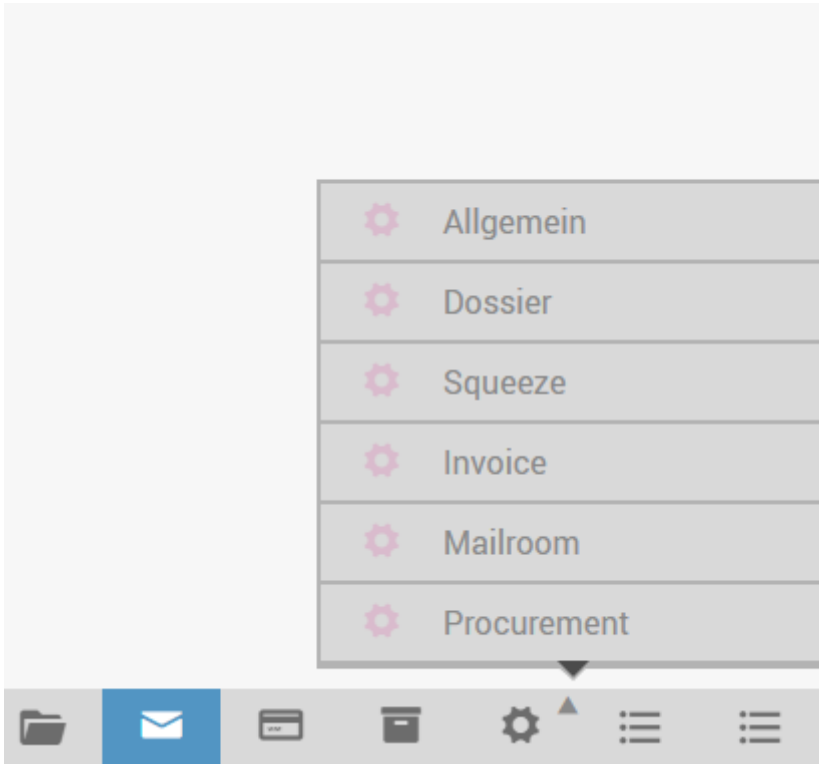 Allgemein
Dossier
Squeeze
Invoice
Mailroom
Procurement